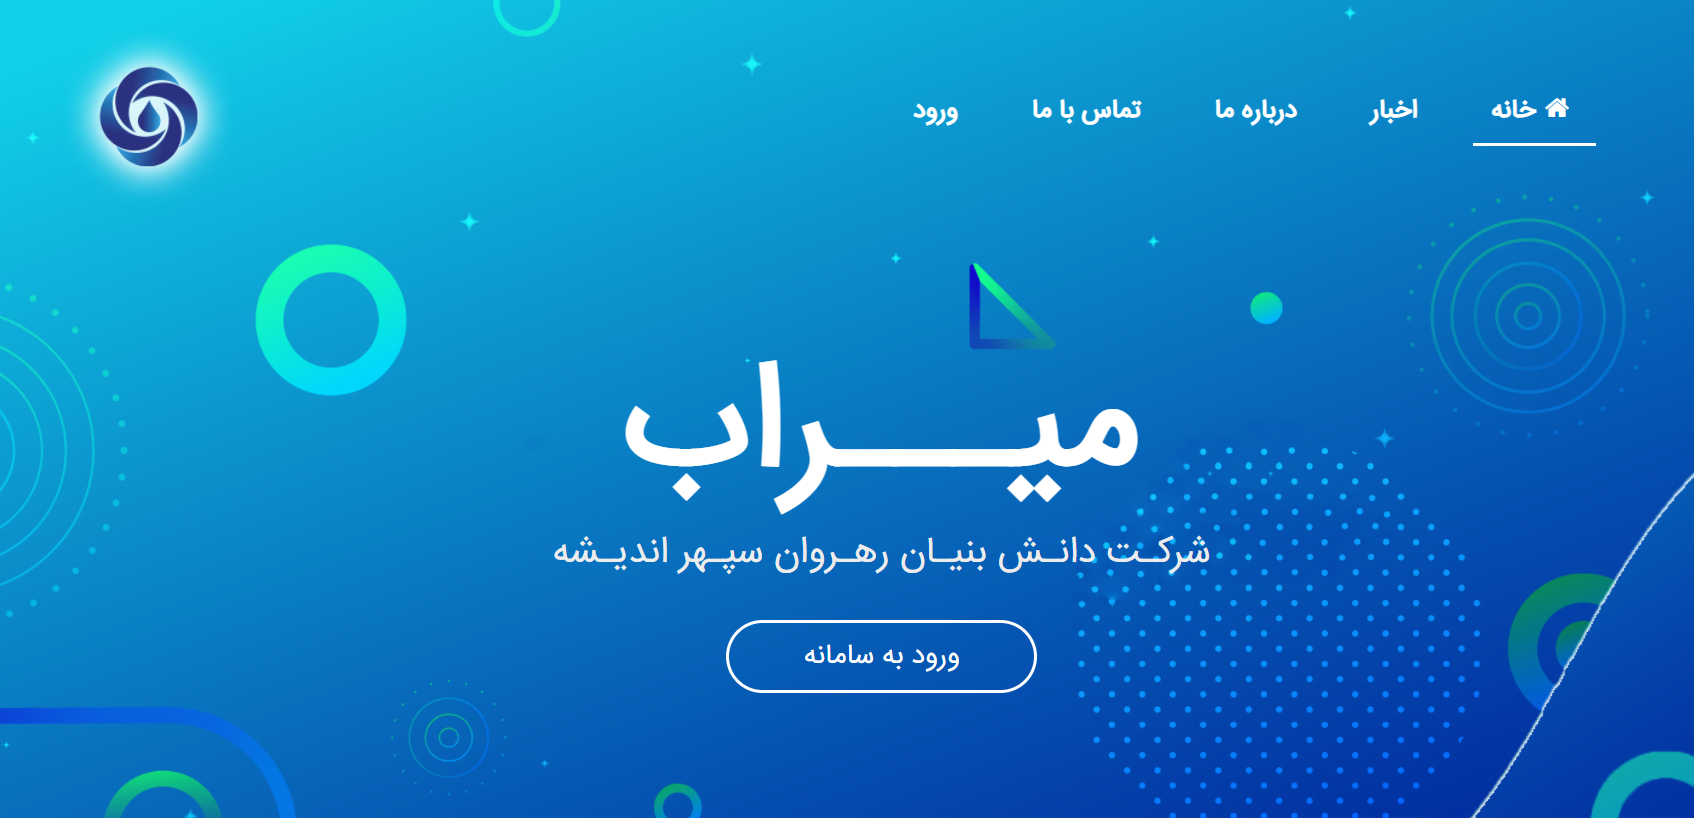 خانه اخبار درباره ما تماس با ما ورود
میـــــراب
شرکـت دانـش بنیـان رهـروان سپـهر اندیـشه
ورود به سامانه